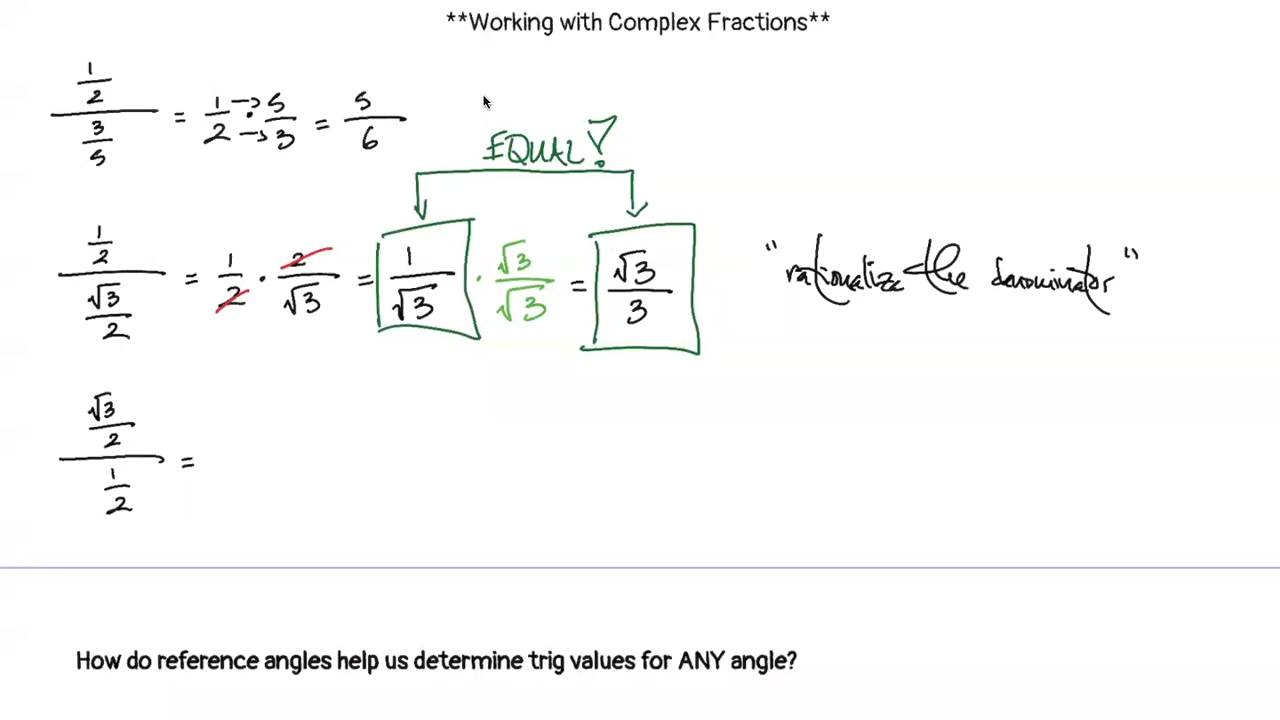 **Working with Complex Fractions**
1/2 / 3/5 = 1/2 · 5/3 = 5/6
EQUAL!
1/2 / √3/2 = 1/2 · 2/√3 = 1/√3 · √3/√3 = √3/3 "rationalize the denominator"
√3/2 / 1/2 =
How do reference angles help us determine trig values for ANY angle?